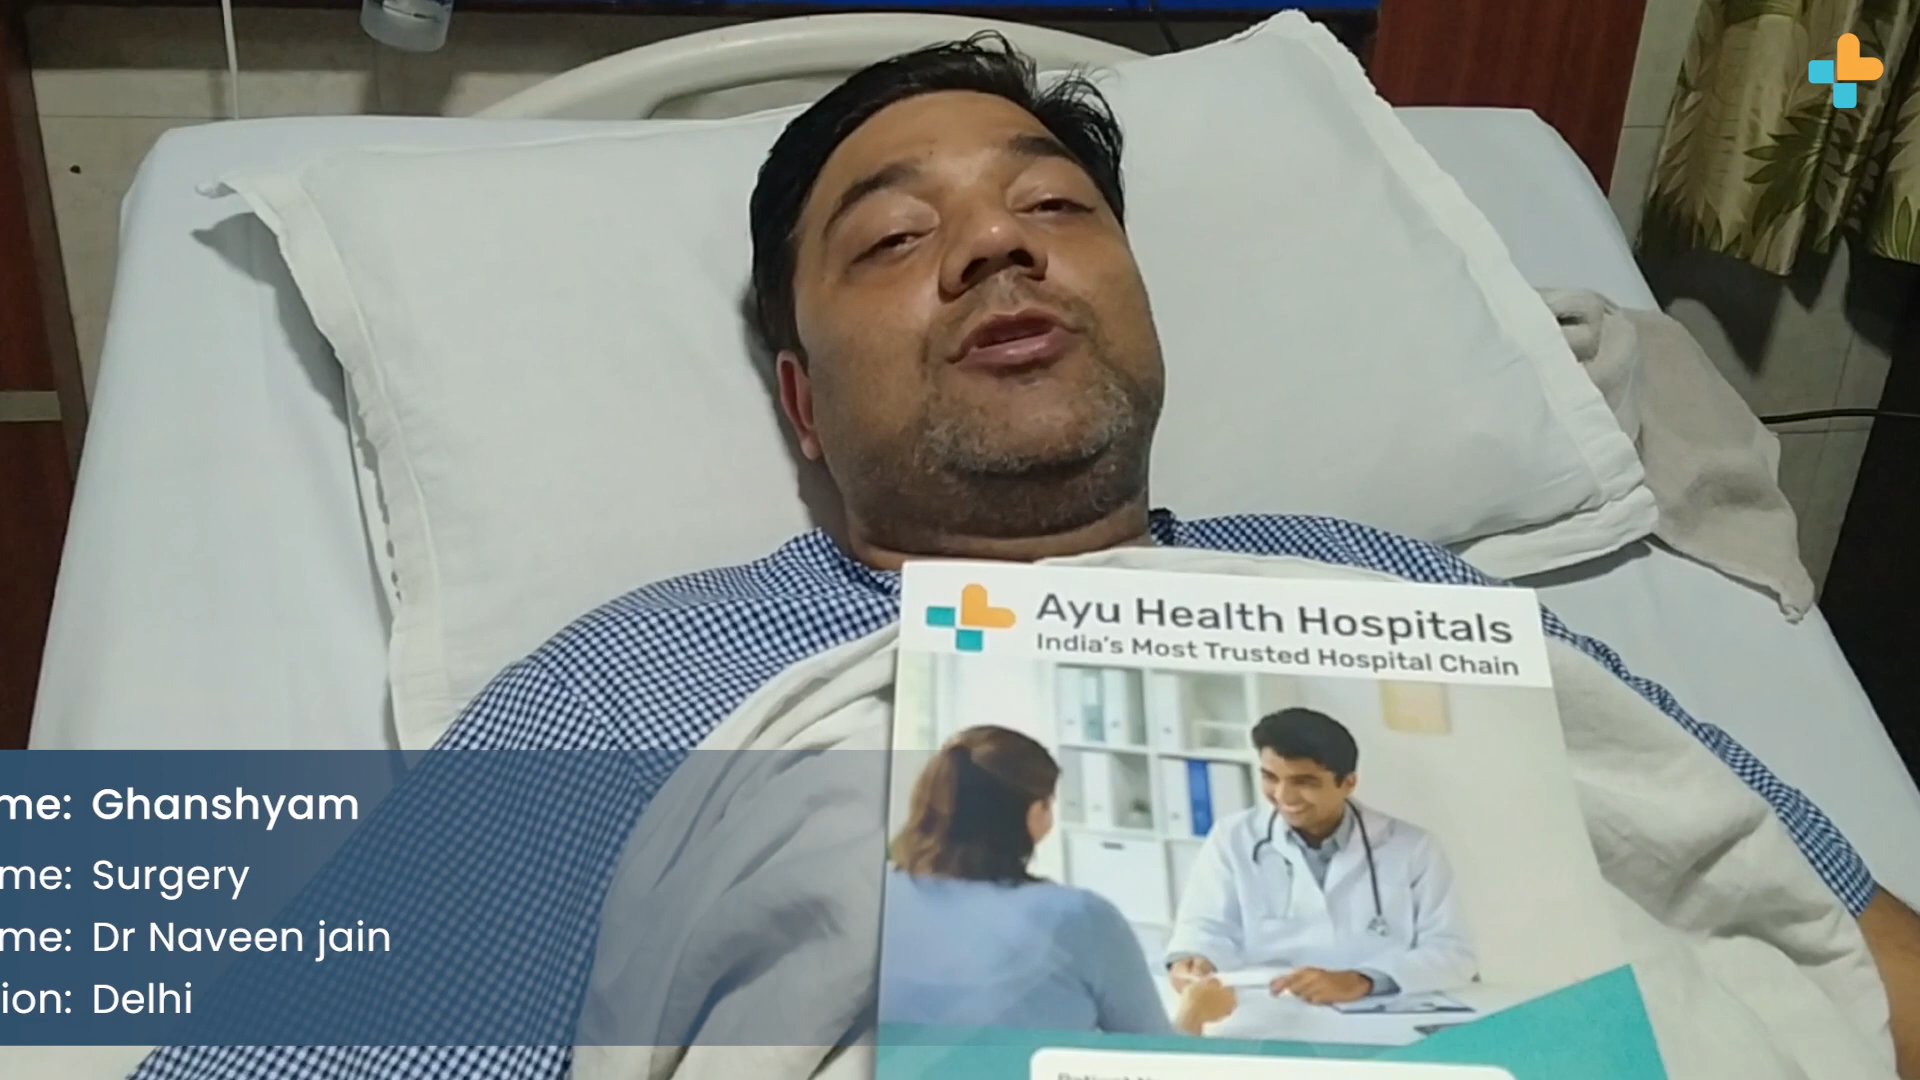 Ayu Health Hospitals
India's Most Trusted Hospital Chain
me: Ghanshyam
me: Surgery
me: Dr Naveen jain
ion: Delhi